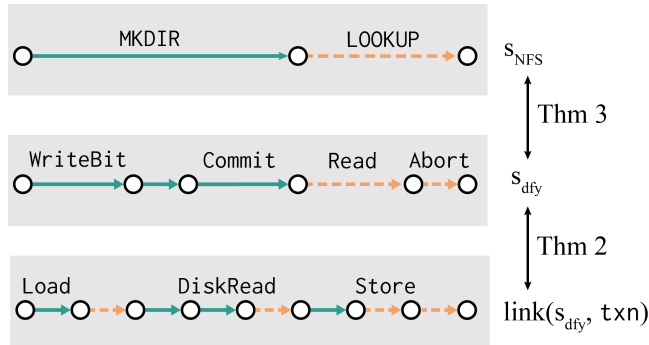 MKDIR LOOKUP s_NFS
Thm 3
WriteBit Commit Read Abort s_dfy
Thm 2
Load DiskRead Store link(s_dfy, txn)